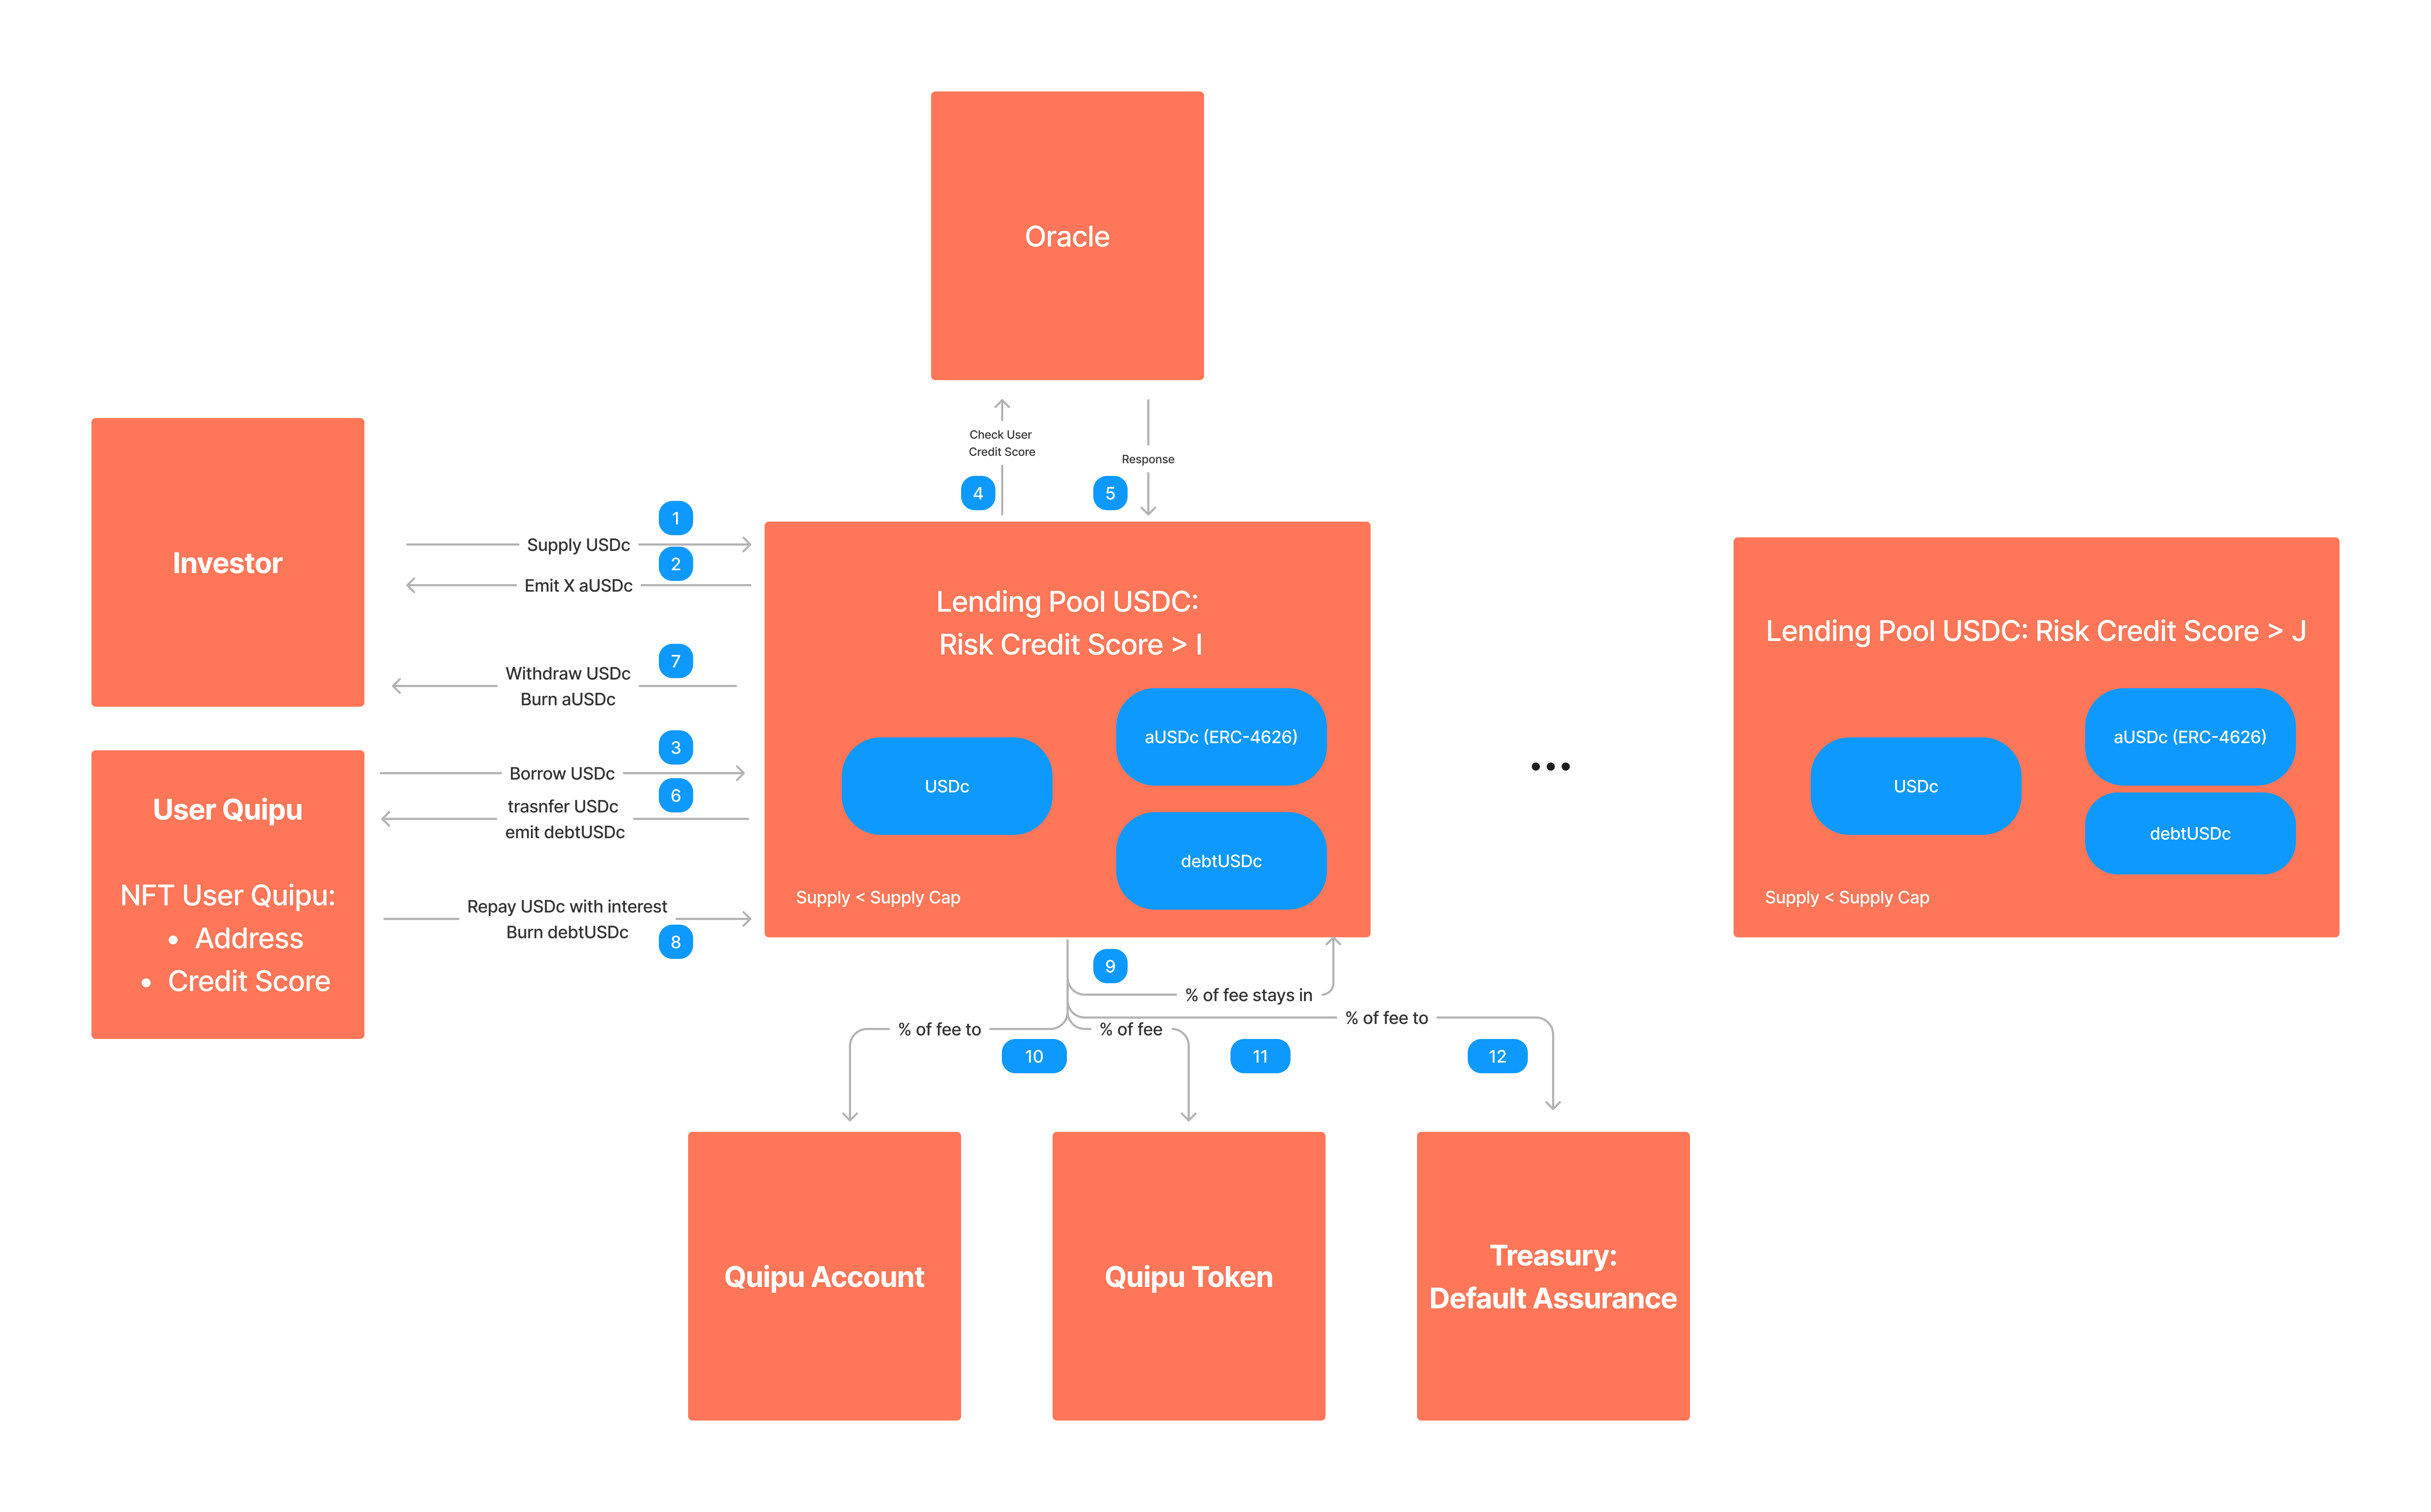 Oracle
Check User
Credit Score
Response
4
5
Investor
1
Supply USDc
2
Emit X aUSDc
7
Withdraw USDc
Burn aUSDc
3
Borrow USDc
6
trasnfer USDc
emit debtUSDc
Repay USDc with interest
Burn debtUSDc
8
User Quipu
NFT User Quipu:
• Address
• Credit Score
Lending Pool USDC:
Risk Credit Score > I
aUSDc (ERC-4626)
USDc
debtUSDc
Supply < Supply Cap
•••
Lending Pool USDC: Risk Credit Score > J
aUSDc (ERC-4626)
USDc
debtUSDc
Supply < Supply Cap
9
% of fee stays in
% of fee to
% of fee
% of fee to
10
11
12
Quipu Account
Quipu Token
Treasury:
Default Assurance